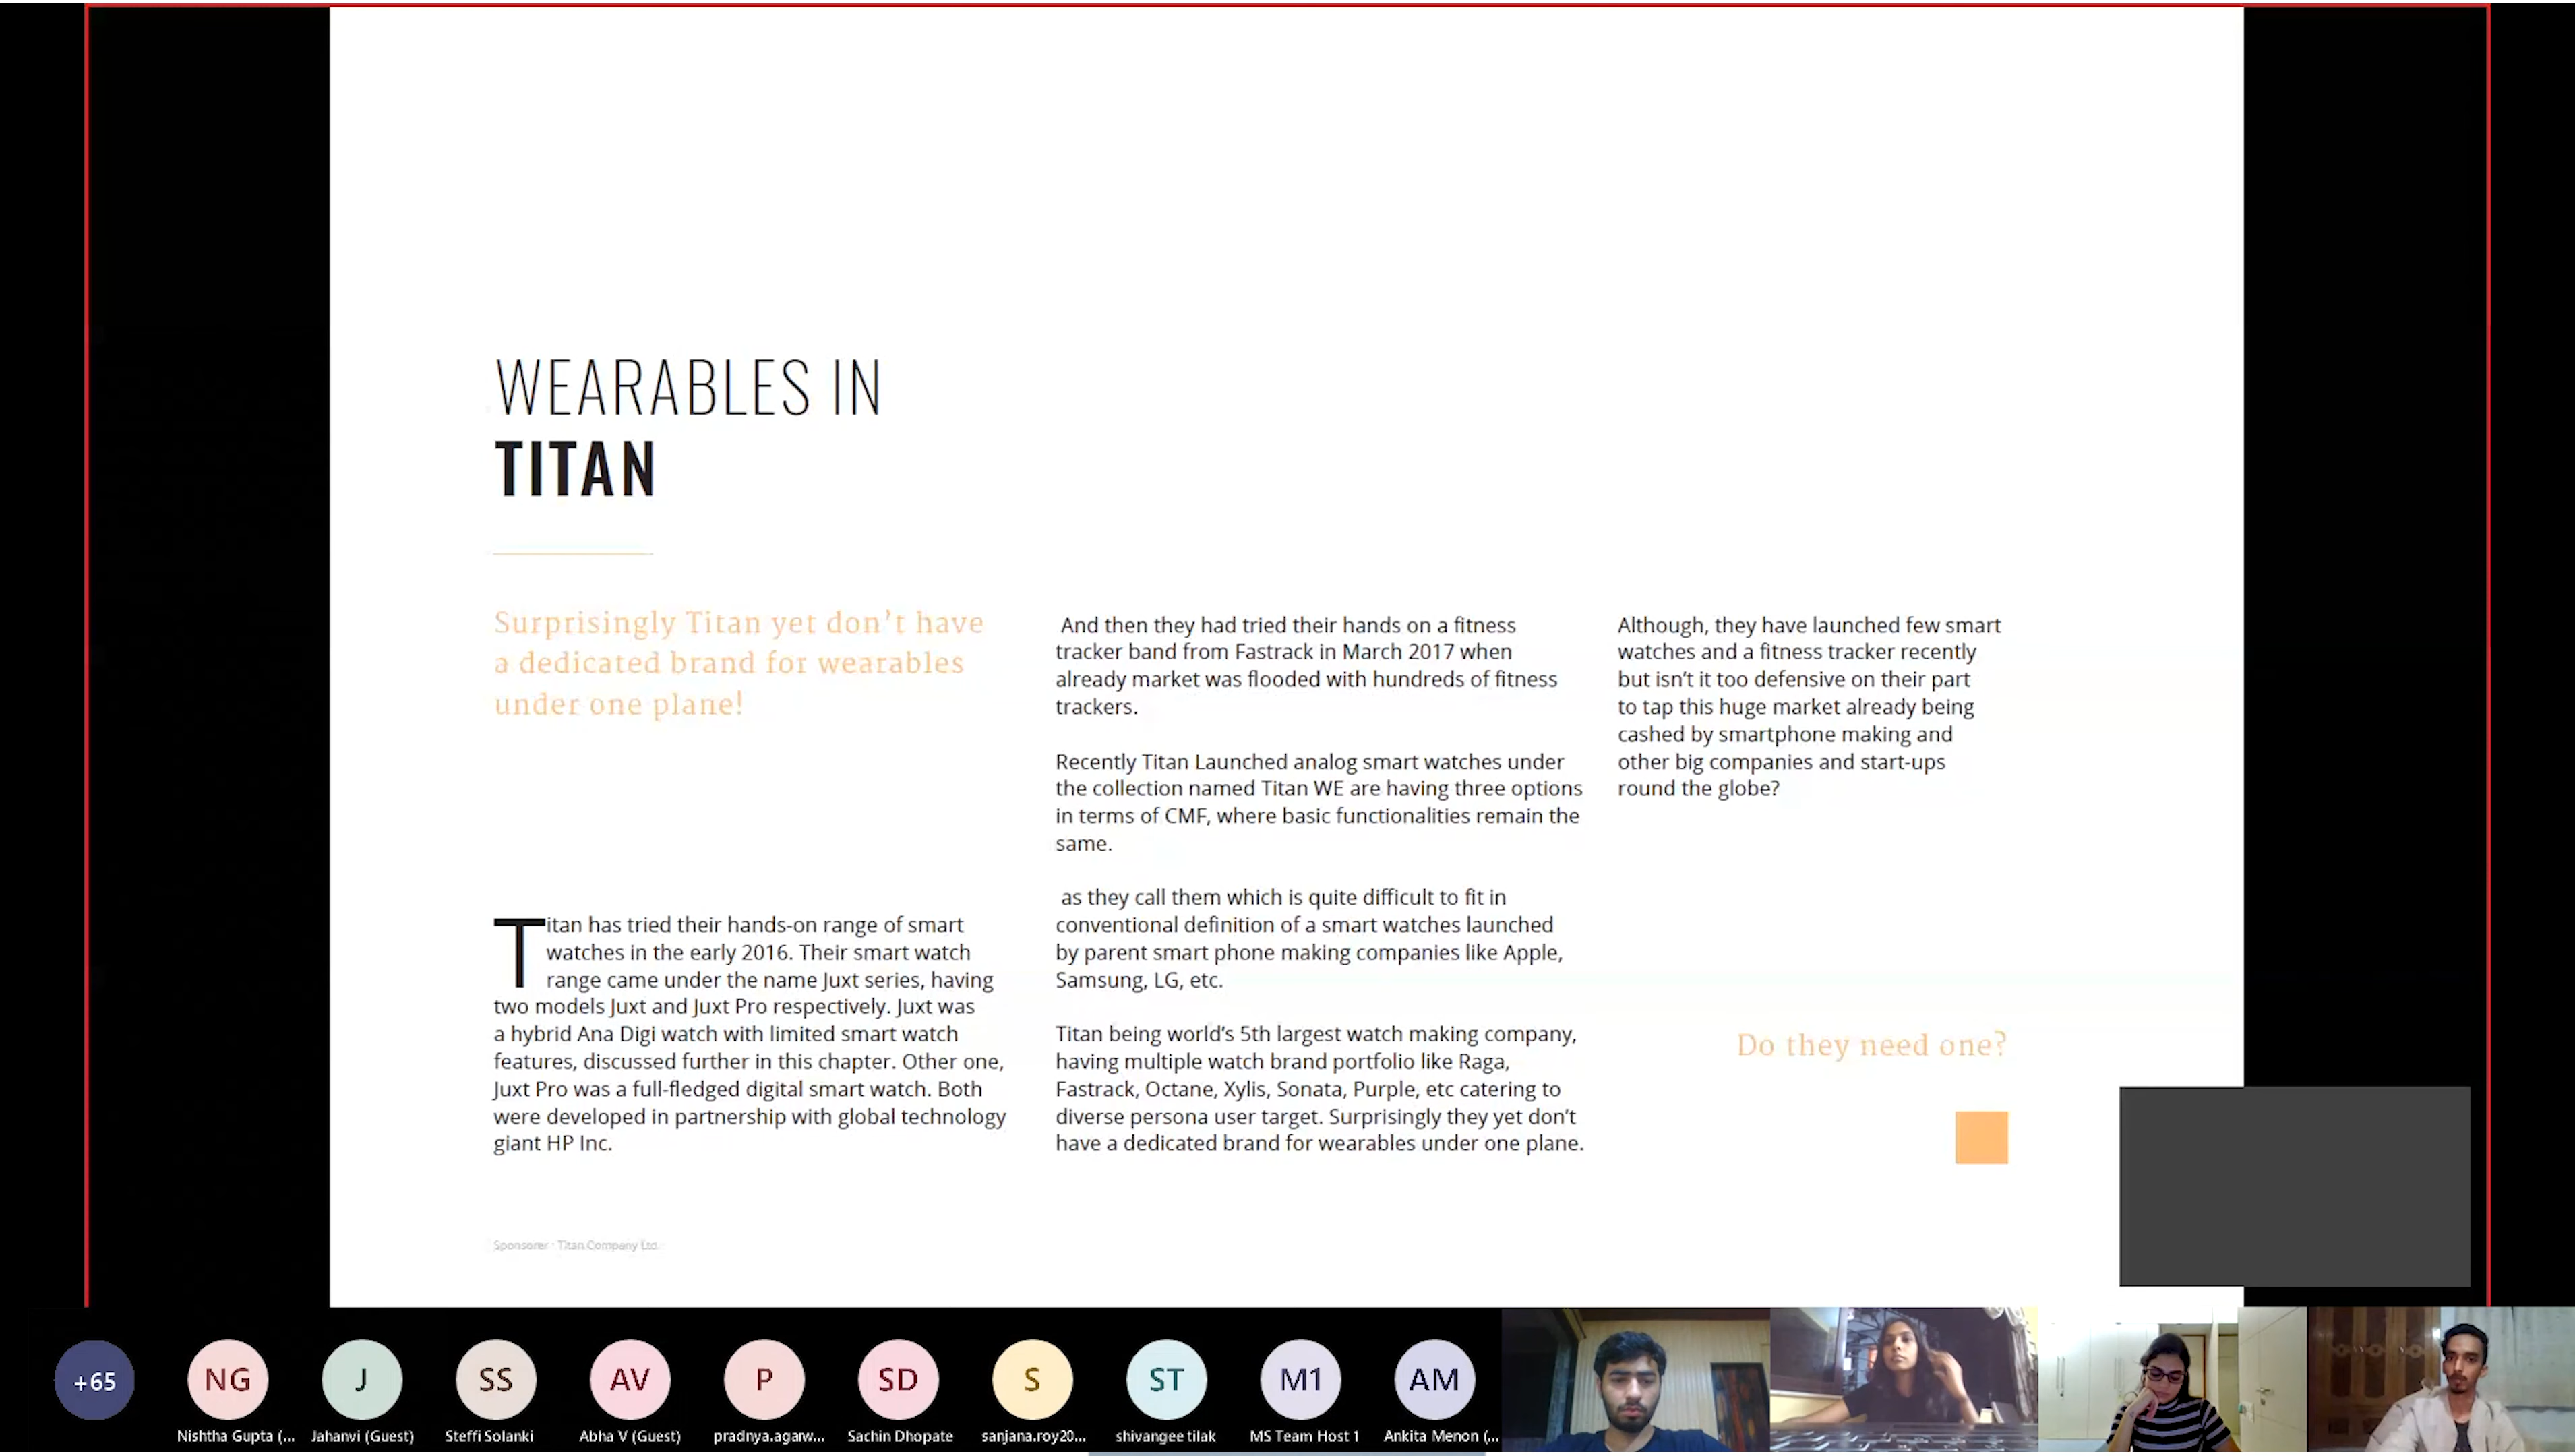 WEARABLES IN
TITAN
Surprisingly Titan yet don't have
a dedicated brand for wearables
under one plane!
Titan has tried their hands-on range of smart
watches in the early 2016. Their smart watch
range came under the name Juxt series, having
two models Juxt and Juxt Pro respectively. Juxt was
a hybrid Ana Digi watch with limited smart watch
features, discussed further in this chapter. Other one,
Juxt Pro was a full-fledged digital smart watch. Both
were developed in partnership with global technology
giant HP Inc.
And then they had tried their hands on a fitness
tracker band from Fastrack in March 2017 when
already market was flooded with hundreds of fitness
trackers.
Recently Titan Launched analog smart watches under
the collection named Titan WE are having three options
in terms of CMF, where basic functionalities remain the
same.
as they call them which is quite difficult to fit in
conventional definition of a smart watches launched
by parent smart phone making companies like Apple,
Samsung, LG, etc.
Titan being world's 5th largest watch making company,
having multiple watch brand portfolio like Raga,
Fastrack, Octane, Xylis, Sonata, Purple, etc catering to
diverse persona user target. Surprisingly they yet don't
have a dedicated brand for wearables under one plane.
Although, they have launched few smart
watches and a fitness tracker recently
but isn't it too defensive on their part
to tap this huge market already being
cashed by smartphone making and
other big companies and start-ups
round the globe?
Do they need one?
Sponsorer : Titan Company Ltd.
+65
NG
J
SS
AV
P
SD
S
ST
M1
AM
Nishtha Gupta (...
Jahanvi (Guest)
Steffi Solanki
Abha V (Guest)
pradnya.agarw...
Sachin Dhopate
sanjana.roy20...
shivangee tilak
MS Team Host 1
Ankita Menon (...